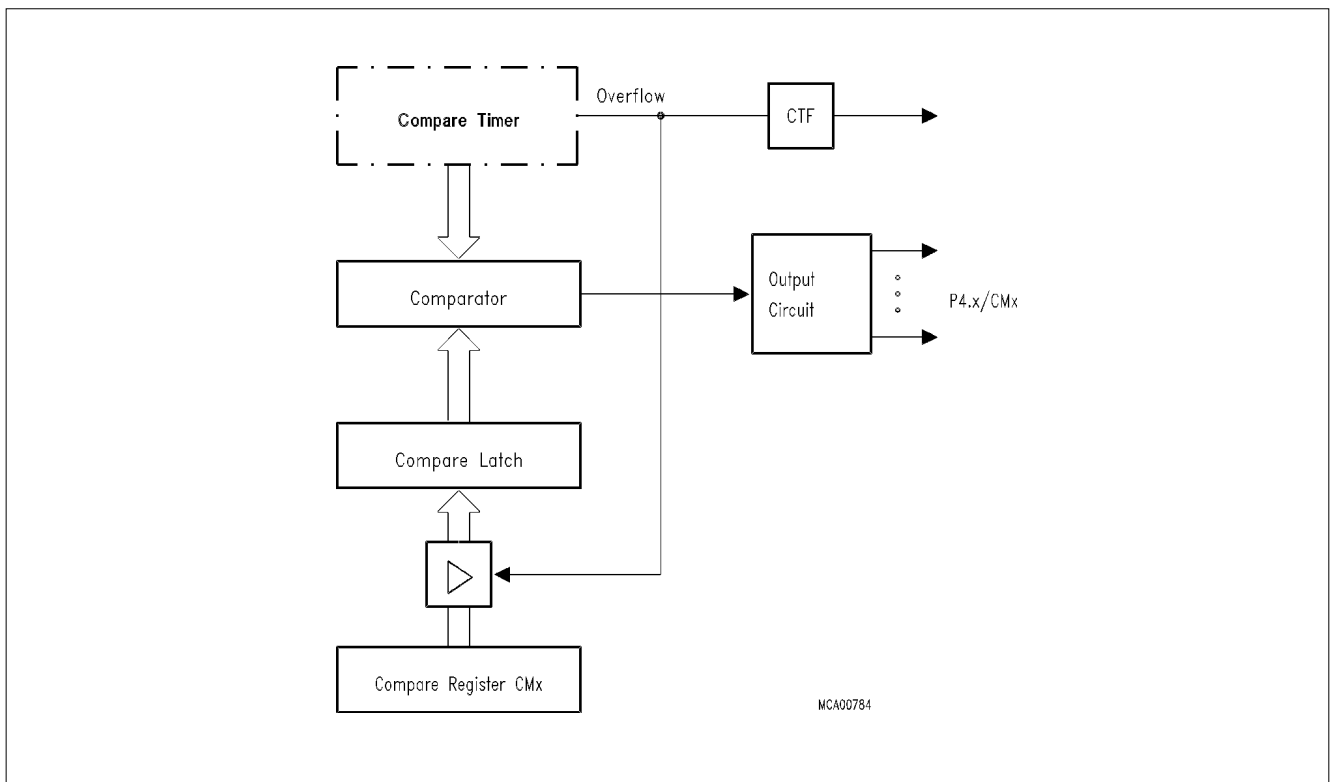 Overflow
Compare Timer
CTF
Output
Circuit
P4.x/CMx
Comparator
Compare Latch
Compare Register CMx
MCA00784